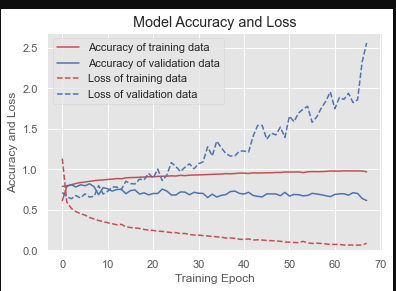 Model Accuracy and Loss
Accuracy of training data
Accuracy of validation data
Loss of training data
Loss of validation data
Accuracy and Loss
2.5
2.0
1.5
1.0
0.5
0.0
0 10 20 30 40 50 60 70
Training Epoch